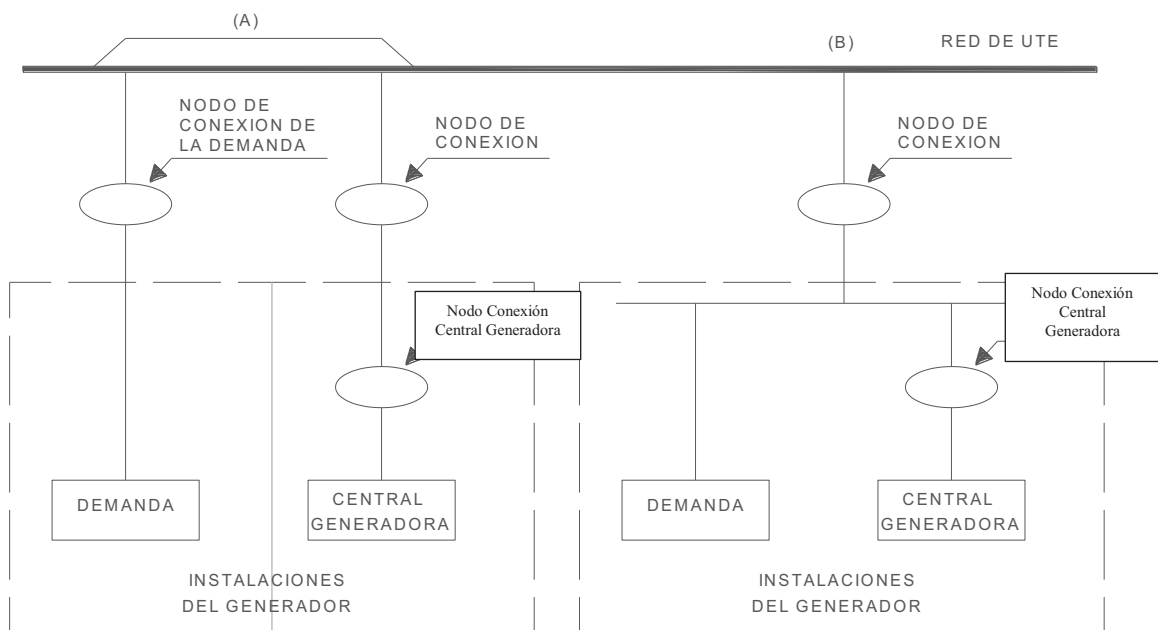 (A)
(B)
RED DE UTE
NODO DE
CONEXION DE
LA DEMANDA
NODO DE
CONEXION
NODO DE
CONEXION
Nodo Conexión
Central Generadora
Nodo Conexión
Central
Generadora
DEMANDA
CENTRAL
GENERADORA
DEMANDA
CENTRAL
GENERADORA
INSTALACIONES
DEL GENERADOR
INSTALACIONES
DEL GENERADOR